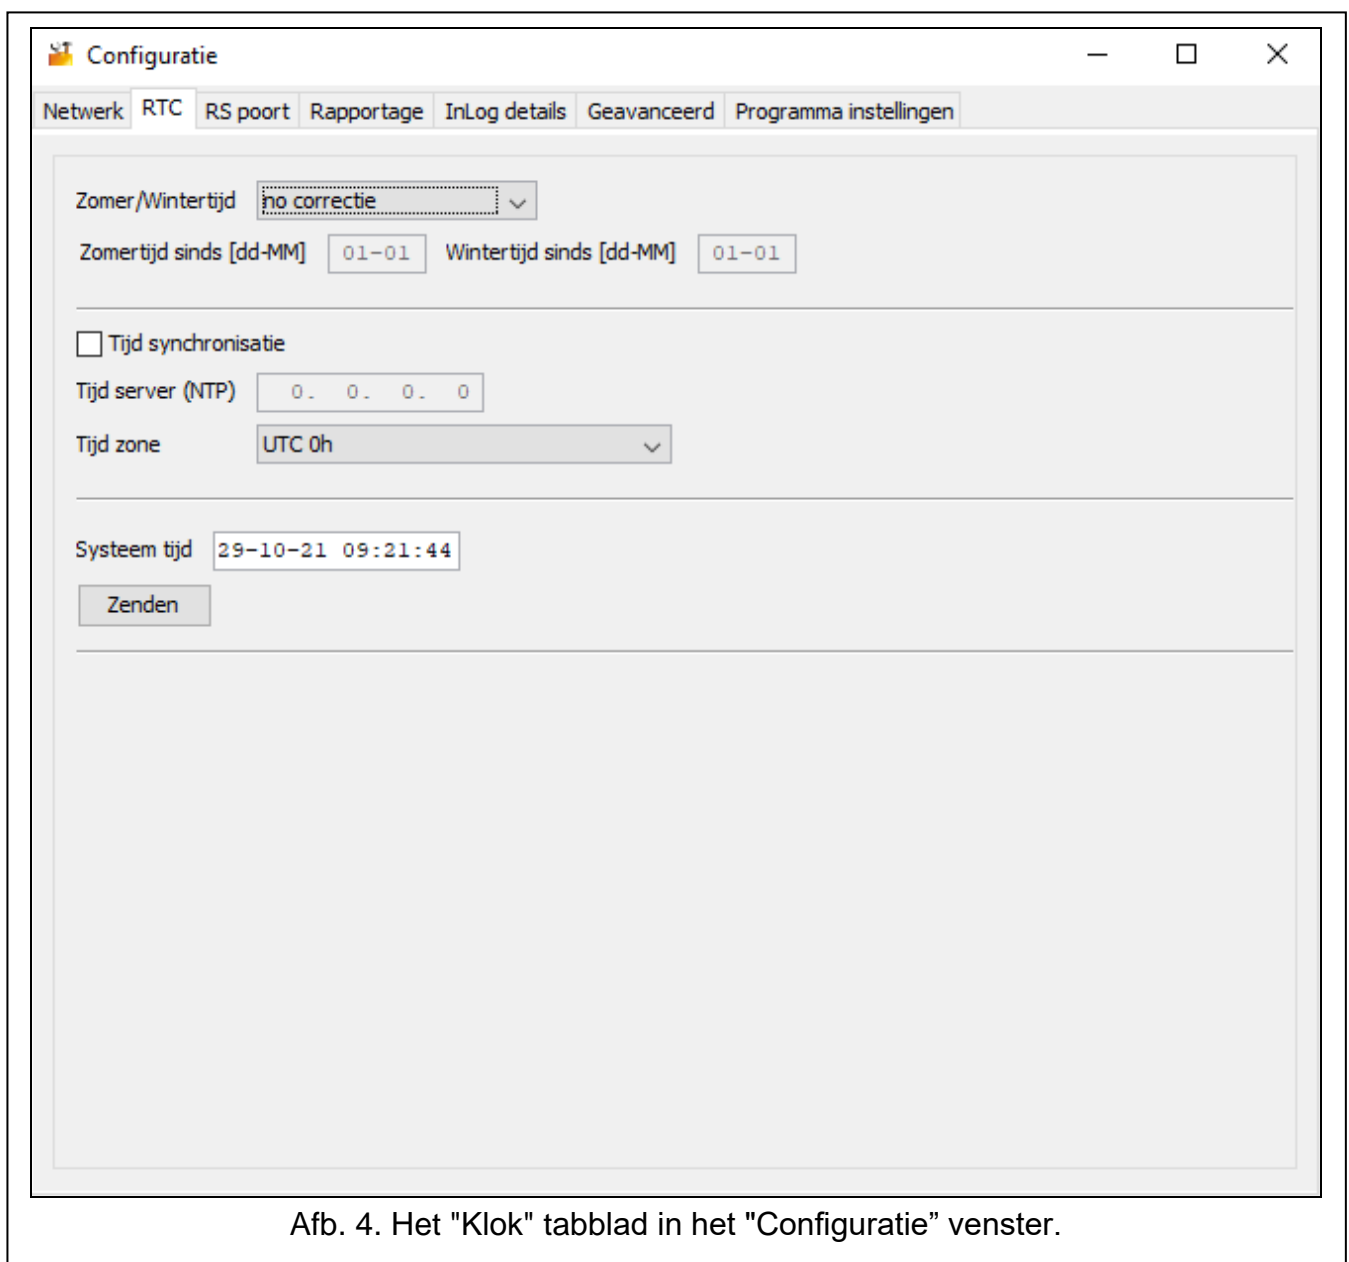 Configuratie
Netwerk RTC RS poort Rapportage InLog details Geavanceerd Programma instellingen
Zomer/Wintertijd no correctie
Zomertijd sinds [dd-MM] 01-01 Wintertijd sinds [dd-MM] 01-01
Tijd synchronisatie
Tijd server (NTP) 0. 0. 0. 0
Tijd zone UTC 0h
Systeem tijd 29-10-21 09:21:44
Zenden
Afb. 4. Het "Klok" tabblad in het "Configuratie” venster.